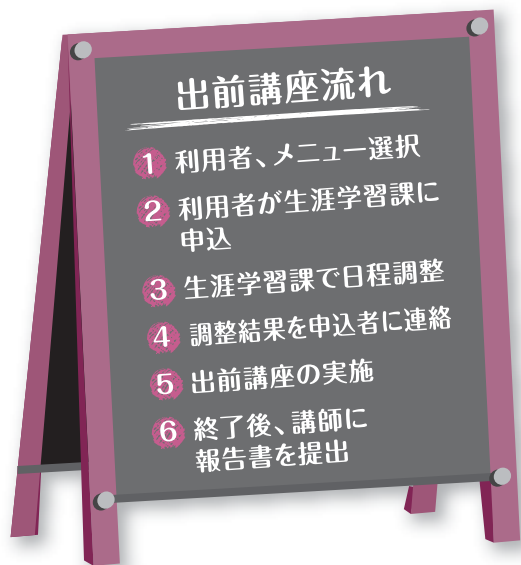 出前講座流れ
1 利用者、メニュー選択
2 利用者が生涯学習課に
申込
3 生涯学習課で日程調整
4 調整結果を申込者に連絡
5 出前講座の実施
6 終了後、講師に
報告書を提出